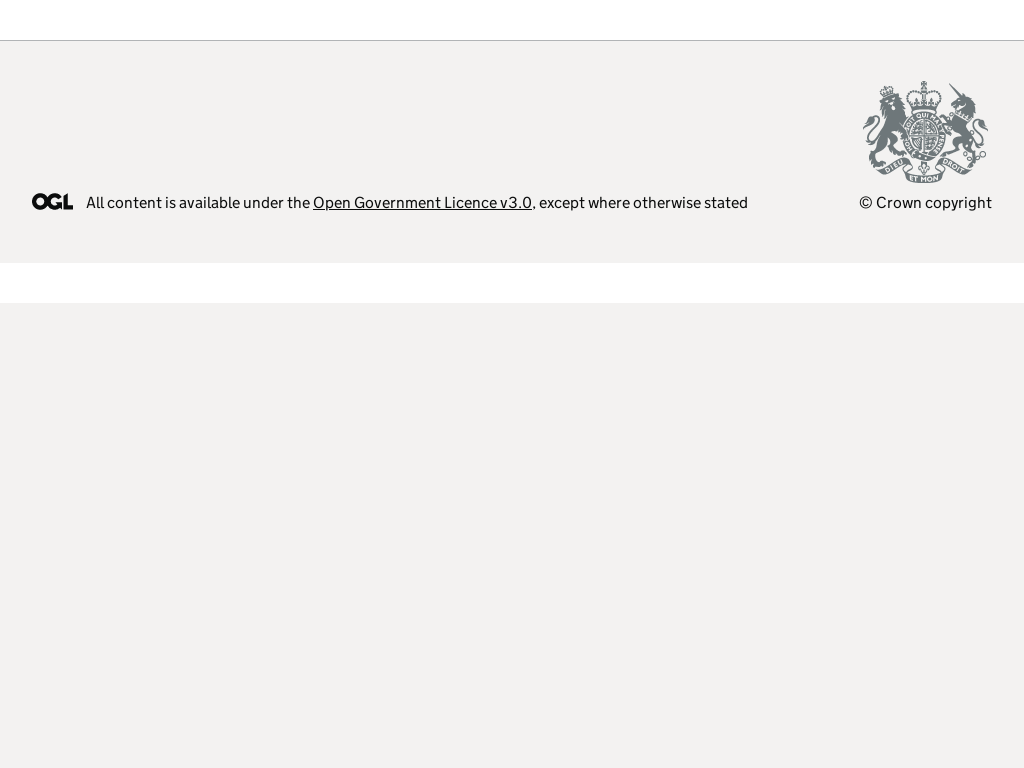 DIEU ET MON DROIT
OGL All content is available under the Open Government Licence v3.0, except where otherwise stated
© Crown copyright